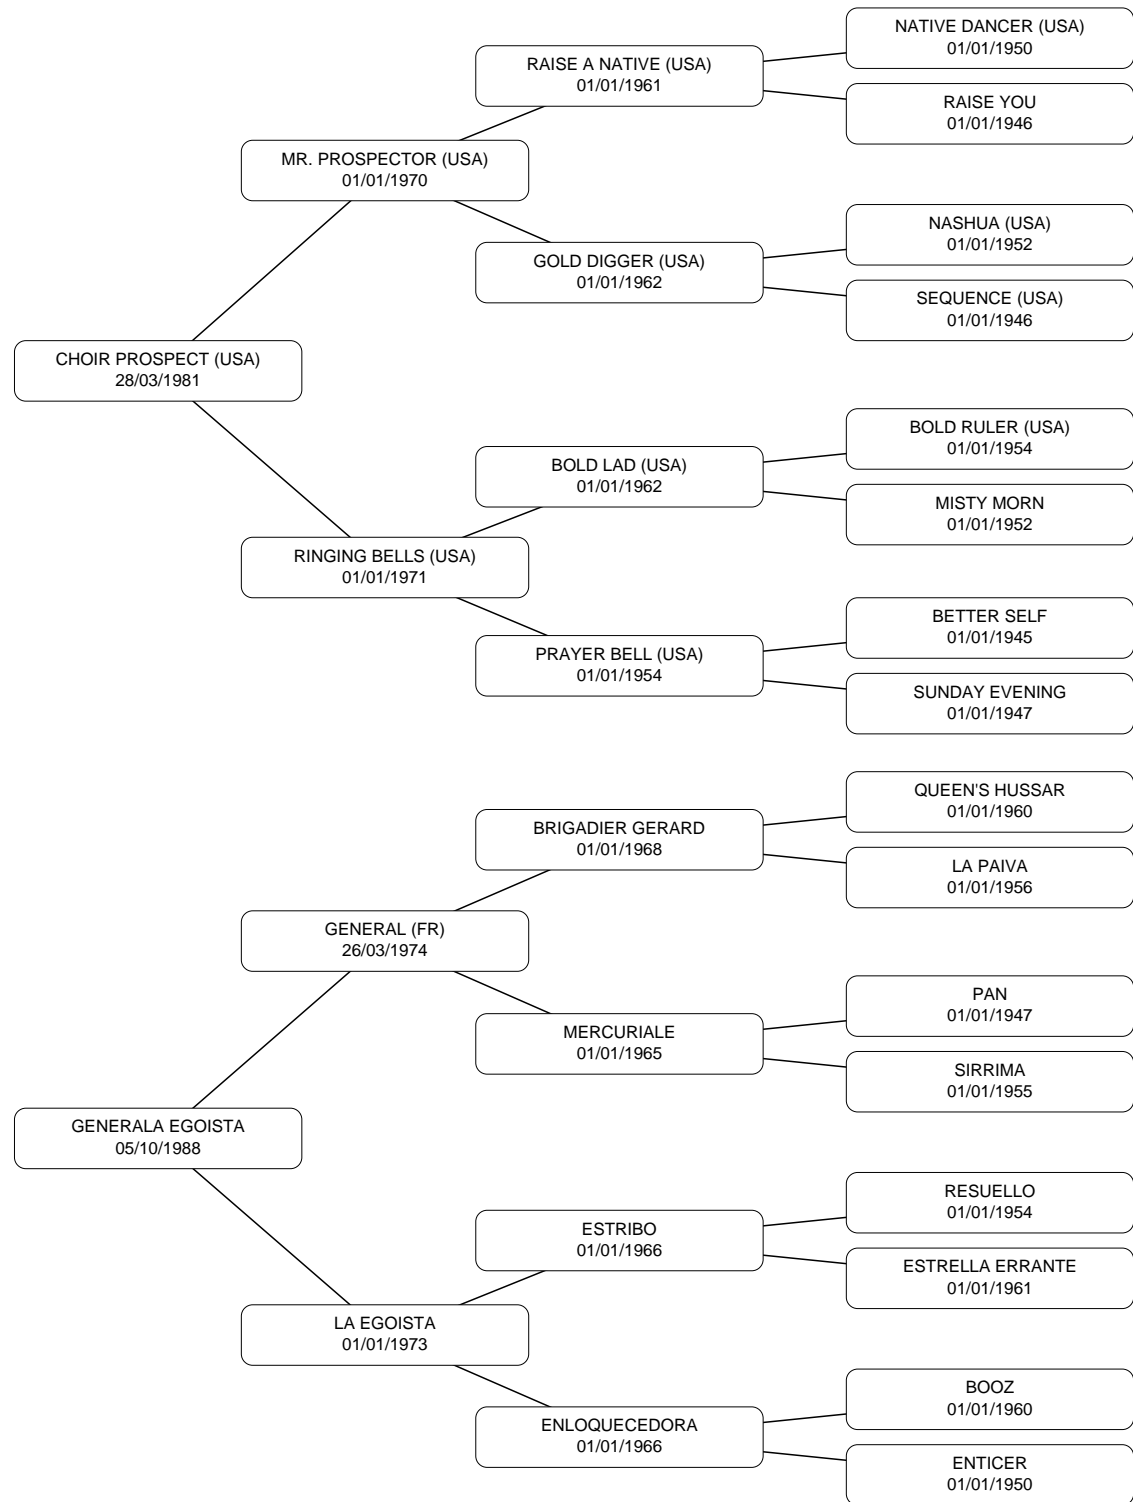 NATIVE DANCER (USA)
01/01/1950
RAISE A NATIVE (USA)
01/01/1961
RAISE YOU
01/01/1946
MR. PROSPECTOR (USA)
01/01/1970
NASHUA (USA)
01/01/1952
GOLD DIGGER (USA)
01/01/1962
SEQUENCE (USA)
01/01/1946
CHOIR PROSPECT (USA)
28/03/1981
BOLD RULER (USA)
01/01/1954
BOLD LAD (USA)
01/01/1962
MISTY MORN
01/01/1952
RINGING BELLS (USA)
01/01/1971
BETTER SELF
01/01/1945
PRAYER BELL (USA)
01/01/1954
SUNDAY EVENING
01/01/1947
QUEEN'S HUSSAR
01/01/1960
BRIGADIER GERARD
01/01/1968
LA PAIVA
01/01/1956
GENERAL (FR)
26/03/1974
PAN
01/01/1947
MERCURIALE
01/01/1965
SIRRIMA
01/01/1955
GENERALA EGOISTA
05/10/1988
RESUELLO
01/01/1954
ESTRIBO
01/01/1966
ESTRELLA ERRANTE
01/01/1961
LA EGOISTA
01/01/1973
BOOZ
01/01/1960
ENLOQUECEDORA
01/01/1966
ENTICER
01/01/1950